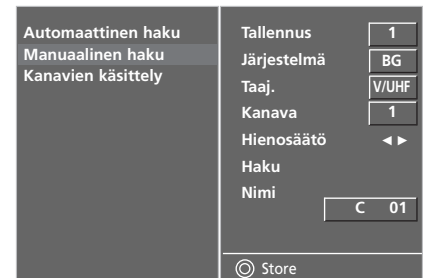 Automaattinen haku
Manuaalinen haku
Kanavien käsittely
Tallennus 1
Järjestelmä BG
Taaj. V/UHF
Kanava 1
Hienosäätö ◄ ►
Haku
Nimi
C 01
Store